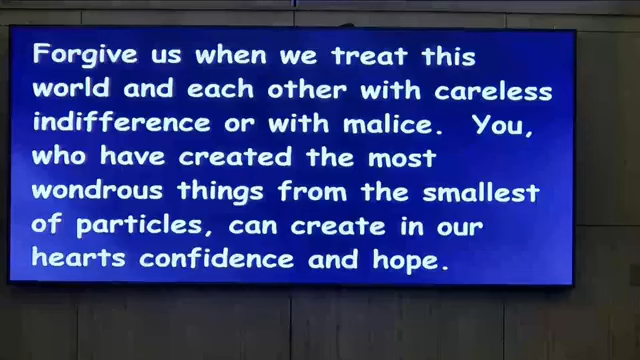 Forgive us when we treat this
world and each other with careless
indifference or with malice.  You,
who have created the most
wondrous things from the smallest
of particles, can create in our
hearts confidence and hope.